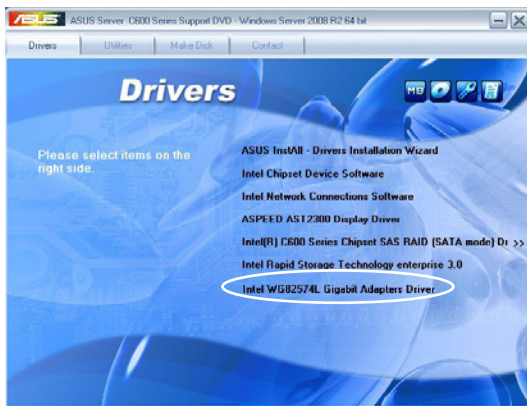 ASUS ASUS Server C600 Series Support DVD - Windows Server 2008 R2 64 bit
Drivers Utilities Make Disk Contact
Drivers
MB
Please select items on the
right side.
ASUS InstAll - Drivers Installation Wizard
Intel Chipset Device Software
Intel Network Connections Software
ASPEED AST2300 Display Driver
Intel(R) C600 Series Chipset SAS RAID (SATA mode) Dr >>
Intel Rapid Storage Technology enterprise 3.0
Intel WG82574L Gigabit Adapters Driver